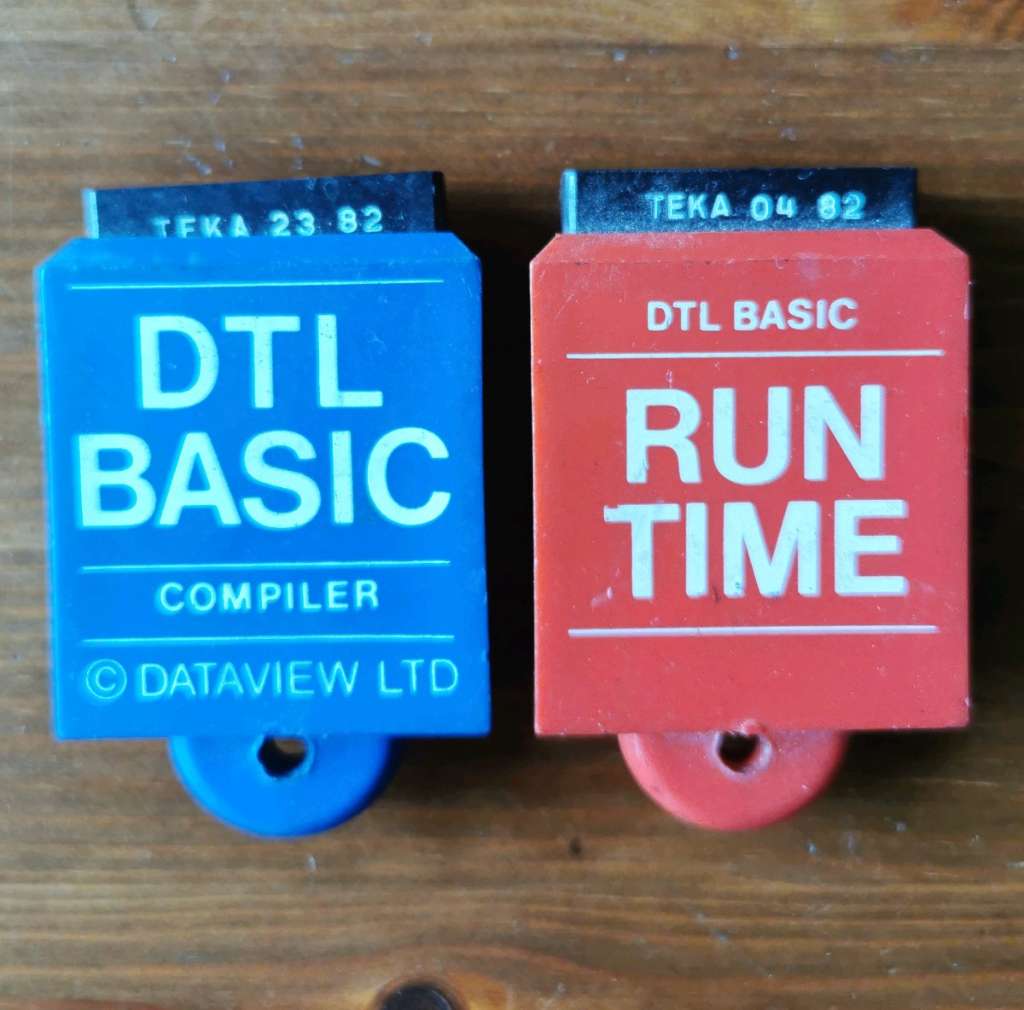 TEKA 23 82
DTL
BASIC
COMPILER
© DATAVIEW LTD
TEKA 04 82
DTL BASIC
RUN
TIME